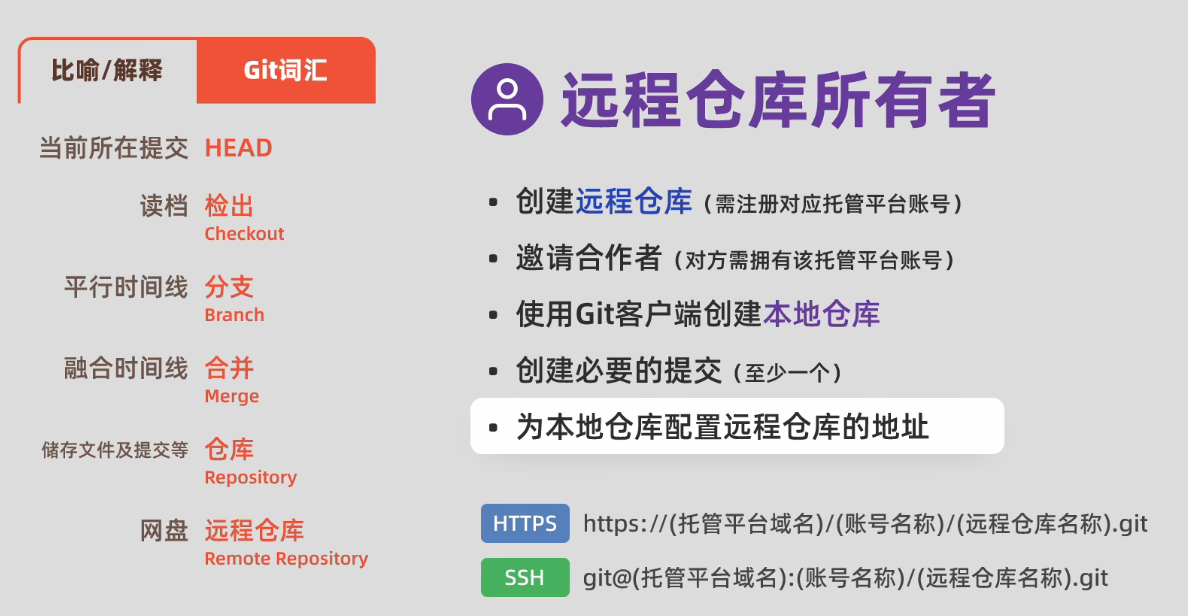 比喻/解释 Git词汇
当前所在提交 HEAD
读档 检出
Checkout
平行时间线 分支
Branch
融合时间线 合并
Merge
储存文件及提交等 仓库
Repository
网盘 远程仓库
Remote Repository
远程仓库所有者
• 创建远程仓库（需注册对应托管平台账号）
• 邀请合作者（对方需拥有该托管平台账号）
• 使用Git客户端创建本地仓库
• 创建必要的提交（至少一个）
• 为本地仓库配置远程仓库的地址
HTTPS https://(托管平台域名)/(账号名称)/(远程仓库名称).git
SSH git@(托管平台域名):(账号名称)/(远程仓库名称).git